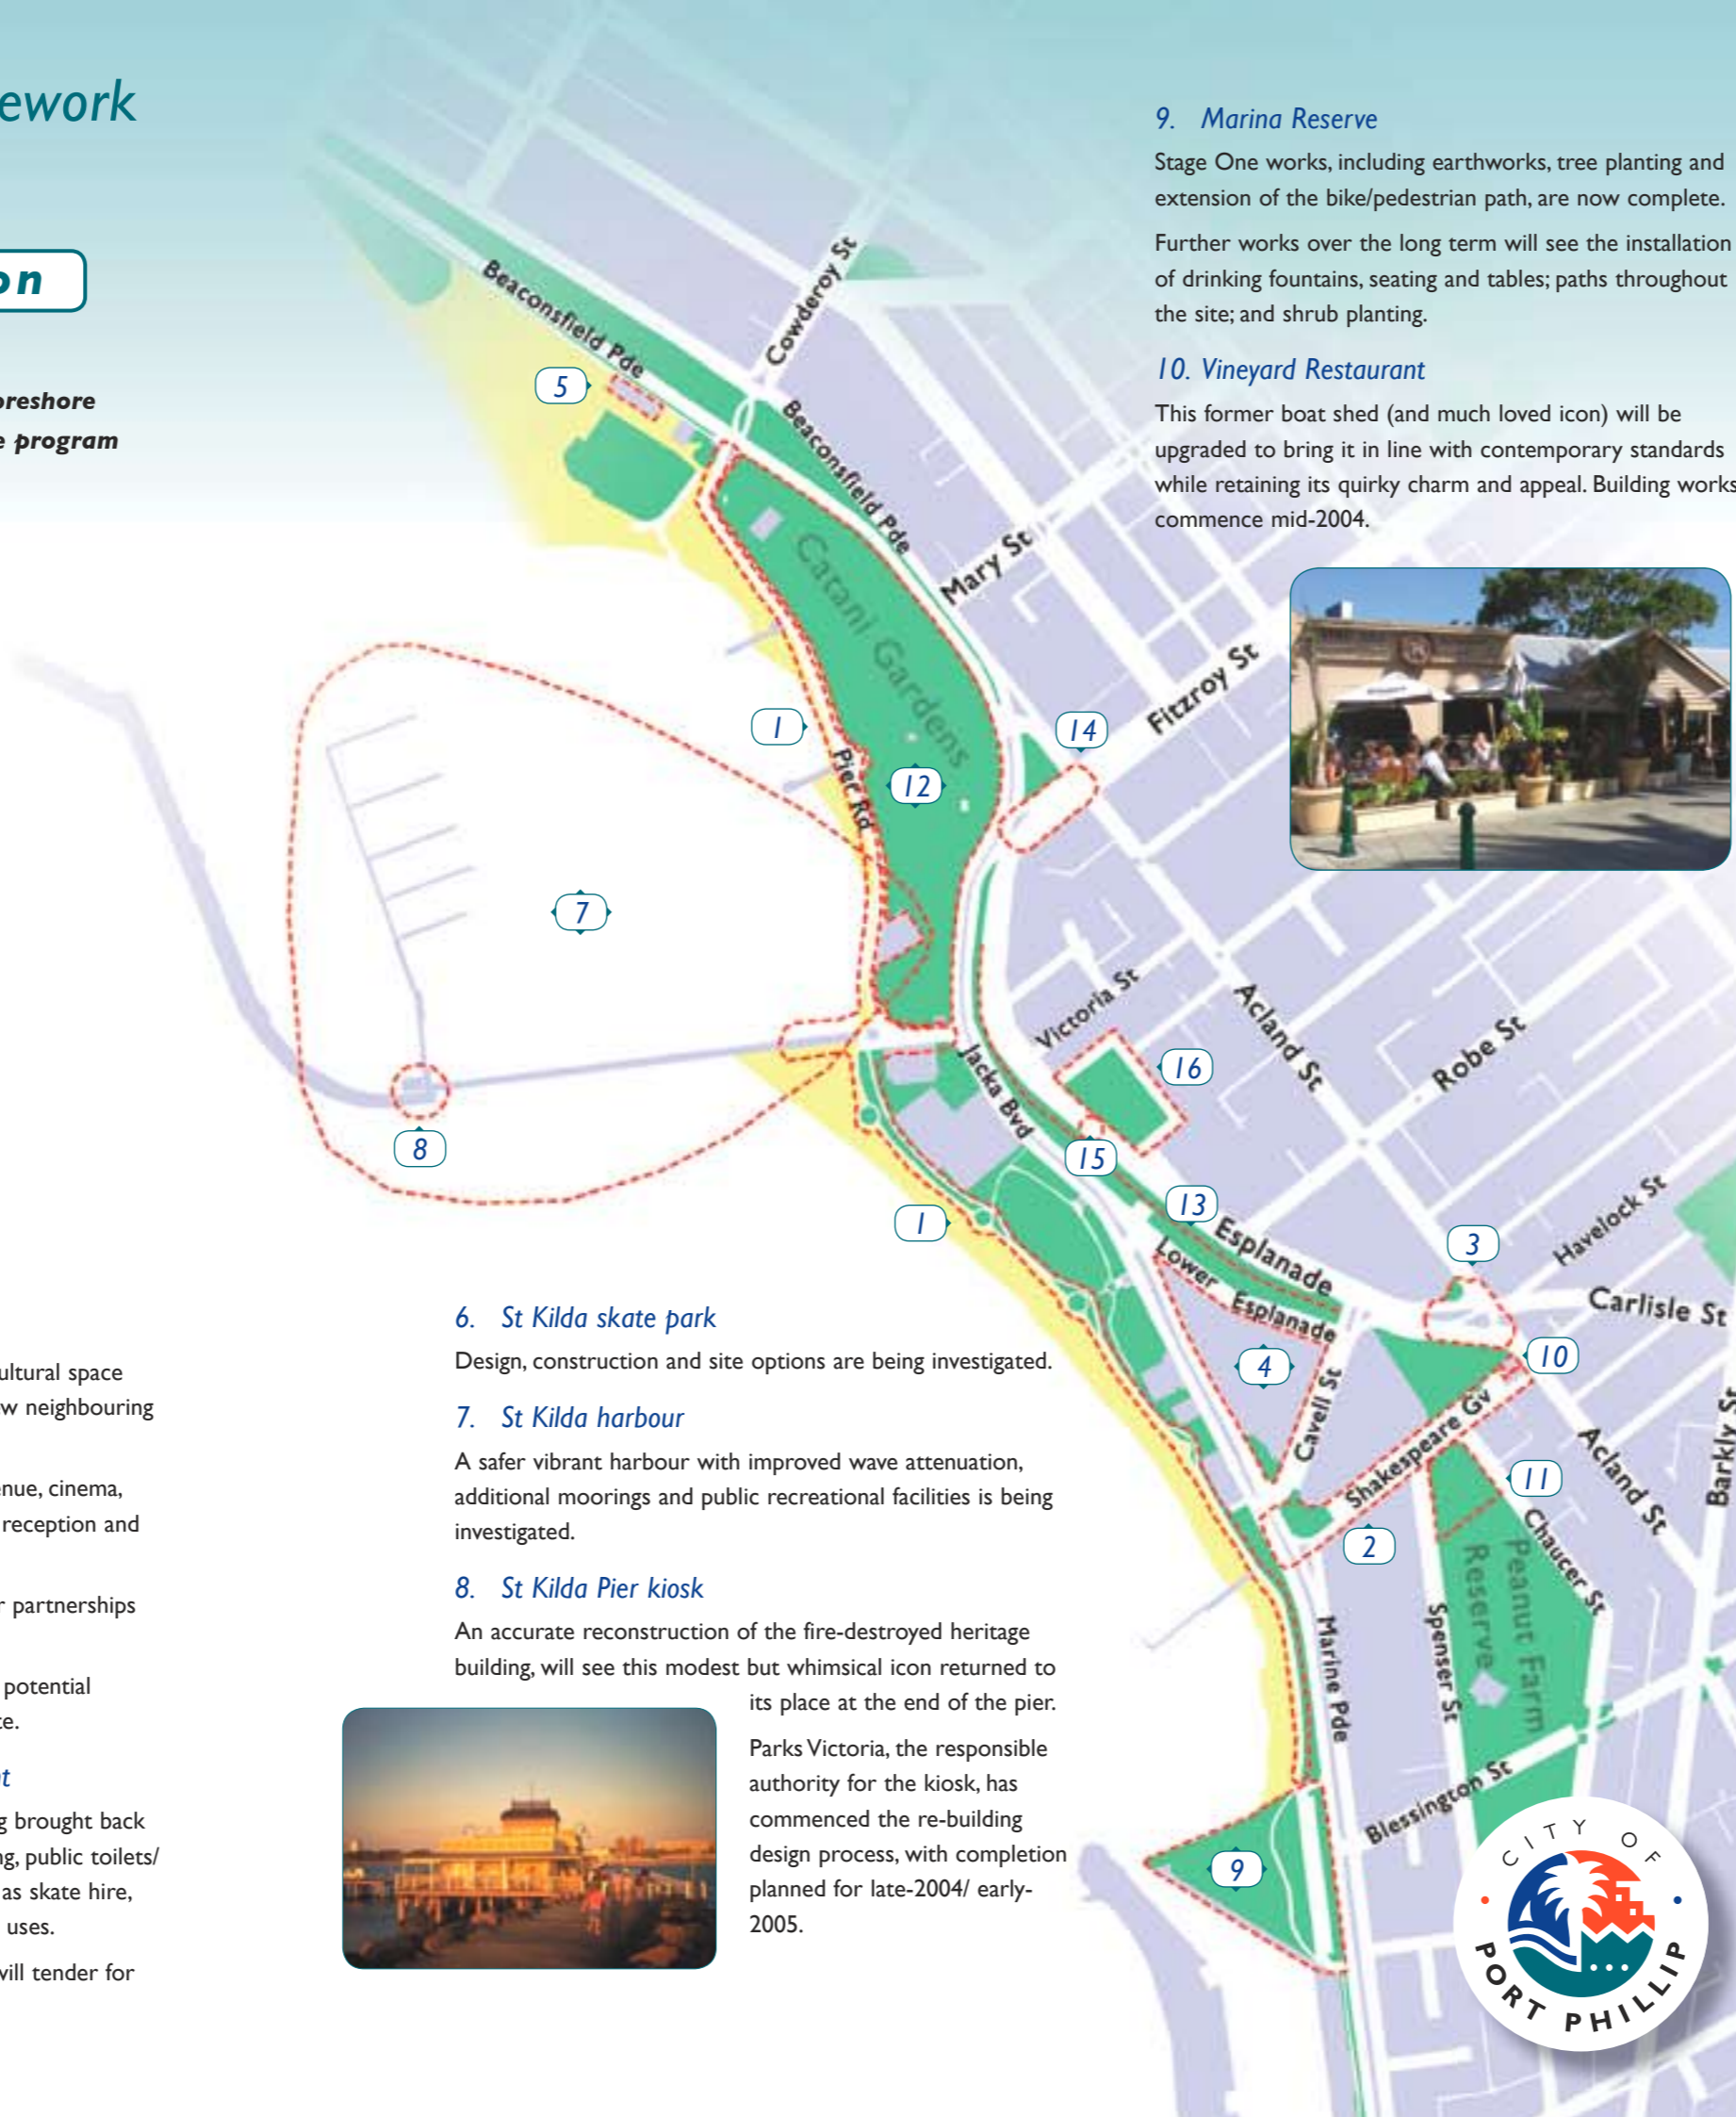 ework
on
oreshore
e program
ultural space
w neighbouring
enue, cinema,
reception and
r partnerships
potential
te.
t
g brought back
ng, public toilets/
as skate hire,
uses.
will tender for
6. St Kilda skate park
Design, construction and site options are being investigated.
7. St Kilda harbour
A safer vibrant harbour with improved wave attenuation,
additional moorings and public recreational facilities is being
investigated.
8. St Kilda Pier kiosk
An accurate reconstruction of the fire-destroyed heritage
building, will see this modest but whimsical icon returned to
its place at the end of the pier.
Parks Victoria, the responsible
authority for the kiosk, has
commenced the re-building
design process, with completion
planned for late-2004/ early-
2005.
9. Marina Reserve
Stage One works, including earthworks, tree planting and
extension of the bike/pedestrian path, are now complete.
Further works over the long term will see the installation
of drinking fountains, seating and tables; paths throughout
the site; and shrub planting.
10. Vineyard Restaurant
This former boat shed (and much loved icon) will be
upgraded to bring it in line with contemporary standards
while retaining its quirky charm and appeal. Building works
commence mid-2004.
Beaconsfield Pde
Cowderoy St
5
Beaconsfield Pde
Mary St
Catani Gardens
Fitzroy St
1
14
Pier Rd
12
7
Victoria St
Acland St
Robe St
Jacka Bvd
16
8
15
1
13
Esplanade
Lower Esplanade
3
Havelock St
Carlisle St
4
10
Cavell St
Shakespeare Gv
Acland St
Barkly St
11
2
Chaucer St
Peanut Farm
Reserve
Spenser St
Marine Pde
Blessington St
9
CITY OF
PORT PHILLIP